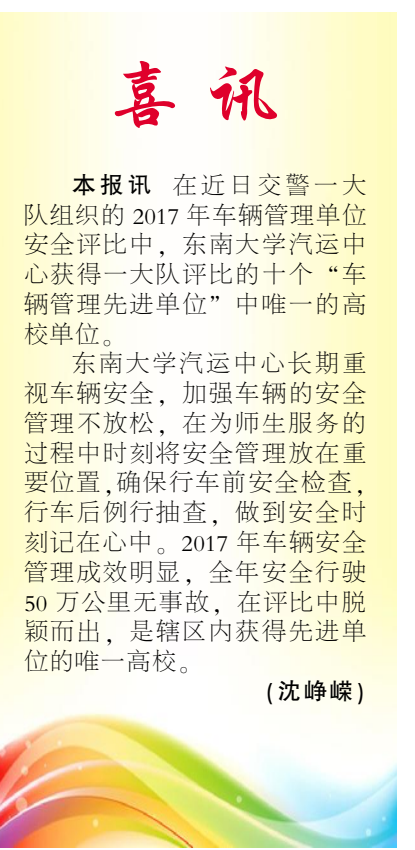 喜 讯
本报讯 在近日交警一大
队组织的 2017 年车辆管理单位
安全评比中，东南大学汽运中
心获得一大队评比的十个“车
辆管理先进单位”中唯一的高
校单位。
东南大学汽运中心长期重
视车辆安全，加强车辆的安全
管理不放松，在为师生服务的
过程中时刻将安全管理放在重
要位置，确保行车前安全检查，
行车后例行抽查，做到安全时
刻记在心中。2017 年车辆安全
管理成效明显，全年安全行驶
50 万公里无事故，在评比中脱
颖而出，是辖区内获得先进单
位的唯一高校。
(沈峥嵘)